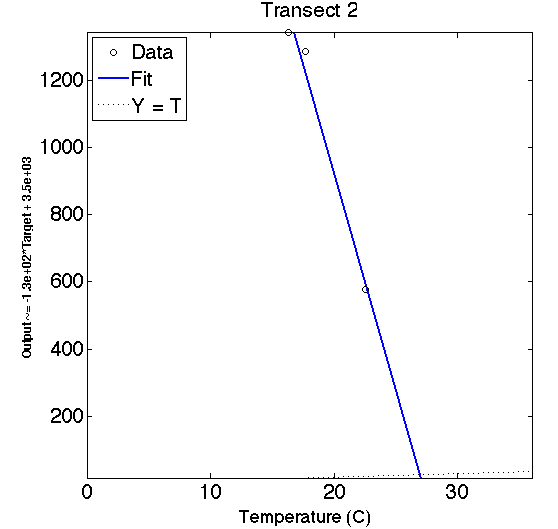 Transect 2
Data
Fit
Y = T
1200
1000
800
600
400
200
Output ~= -1.3e+02*Target + 3.5e+03
0
10
20
30
Temperature (C)